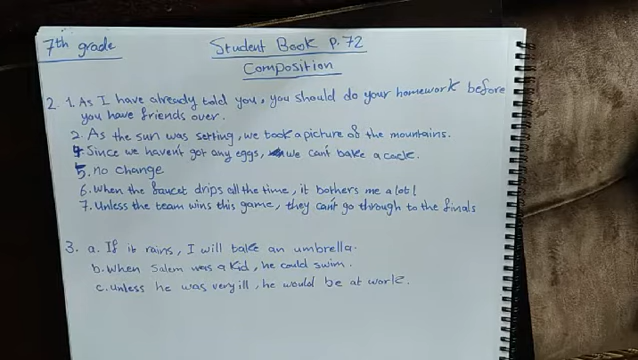 7th grade
Student Book P.72
Composition
2. 1. As I have already told you, you should do your homework before
you have friends over.
2. As the sun was setting, we took a picture of the mountains.
4. Since we haven't got any eggs, we can't bake a cacke.
5. no change
6. When the faucet drips all the time, it bothers me a lot!
7. Unless the team wins this game, they can't go through to the finals
3. a. If it rains, I will take an umbrella.
b. When Salem was a kid, he could swim.
c. unless he was very ill, he would be at work.